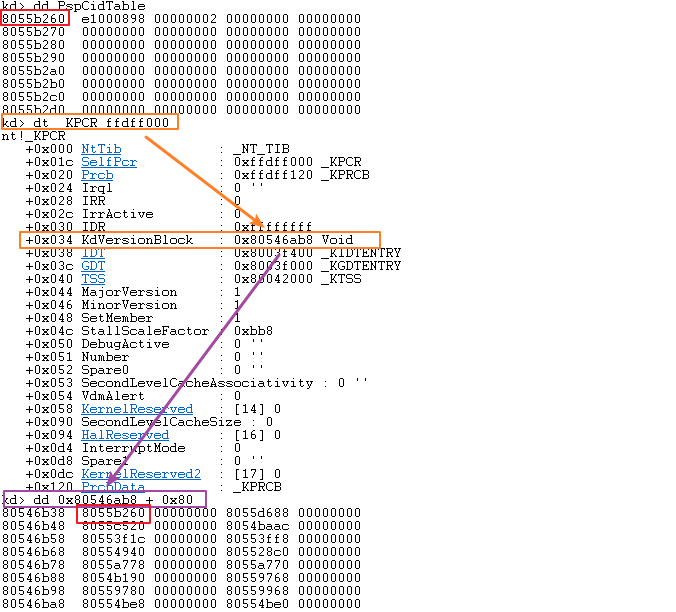 kd> dd PspCidTable
8055b260  e1000898 00000002 00000000 00000000
8055b270  00000000 00000000 00000000 00000000
8055b280  00000000 00000000 00000000 00000000
8055b290  00000000 00000000 00000000 00000000
8055b2a0  00000000 00000000 00000000 00000000
8055b2b0  00000000 00000000 00000000 00000000
8055b2c0  00000000 00000000 00000000 00000000
8055b2d0  00000000 00000000 00000000 00000000
kd> dt _KPCR ffdff000
nt!_KPCR
+0x000 NtTib : _NT_TIB
+0x01c SelfPcr : 0xffdff000 _KPCR
+0x020 Prcb : 0xffdff120 _KPRCB
+0x024 Irql : 0 ''
+0x028 IRR : 0
+0x02c IrrActive : 0
+0x030 IDR : 0xffffffff
+0x034 KdVersionBlock : 0x80546ab8 Void
+0x038 IDT : 0x8003f400 _KIDTENTRY
+0x03c GDT : 0x8003f000 _KGDTENTRY
+0x040 TSS : 0x80042000 _KTSS
+0x044 MajorVersion : 1
+0x046 MinorVersion : 1
+0x048 SetMember : 1
+0x04c StallScaleFactor : 0xbb8
+0x050 DebugActive : 0 ''
+0x051 Number : 0 ''
+0x052 Spare0 : 0 ''
+0x053 SecondLevelCacheAssociativity : 0 ''
+0x054 VdmAlert : 0
+0x058 KernelReserved : [14] 0
+0x090 SecondLevelCacheSize : 0
+0x094 HalReserved : [16] 0
+0x0d4 InterruptMode : 0
+0x0d8 Spare1 : 0 ''
+0x0dc KernelReserved2 : [17] 0
+0x120 PrcbData : _KPRCB
kd> dd 0x80546ab8 + 0x80
80546b38  8055b260 00000000 8055d688 00000000
80546b48  8055c520 00000000 8054baac 00000000
80546b58  80553f1c 00000000 80553ff8 00000000
80546b68  80554940 00000000 805528c0 00000000
80546b78  8055a778 00000000 8055a770 00000000
80546b88  8054b190 00000000 80559768 00000000
80546b98  80559780 00000000 80559968 00000000
80546ba8  80554be8 00000000 80554be0 00000000